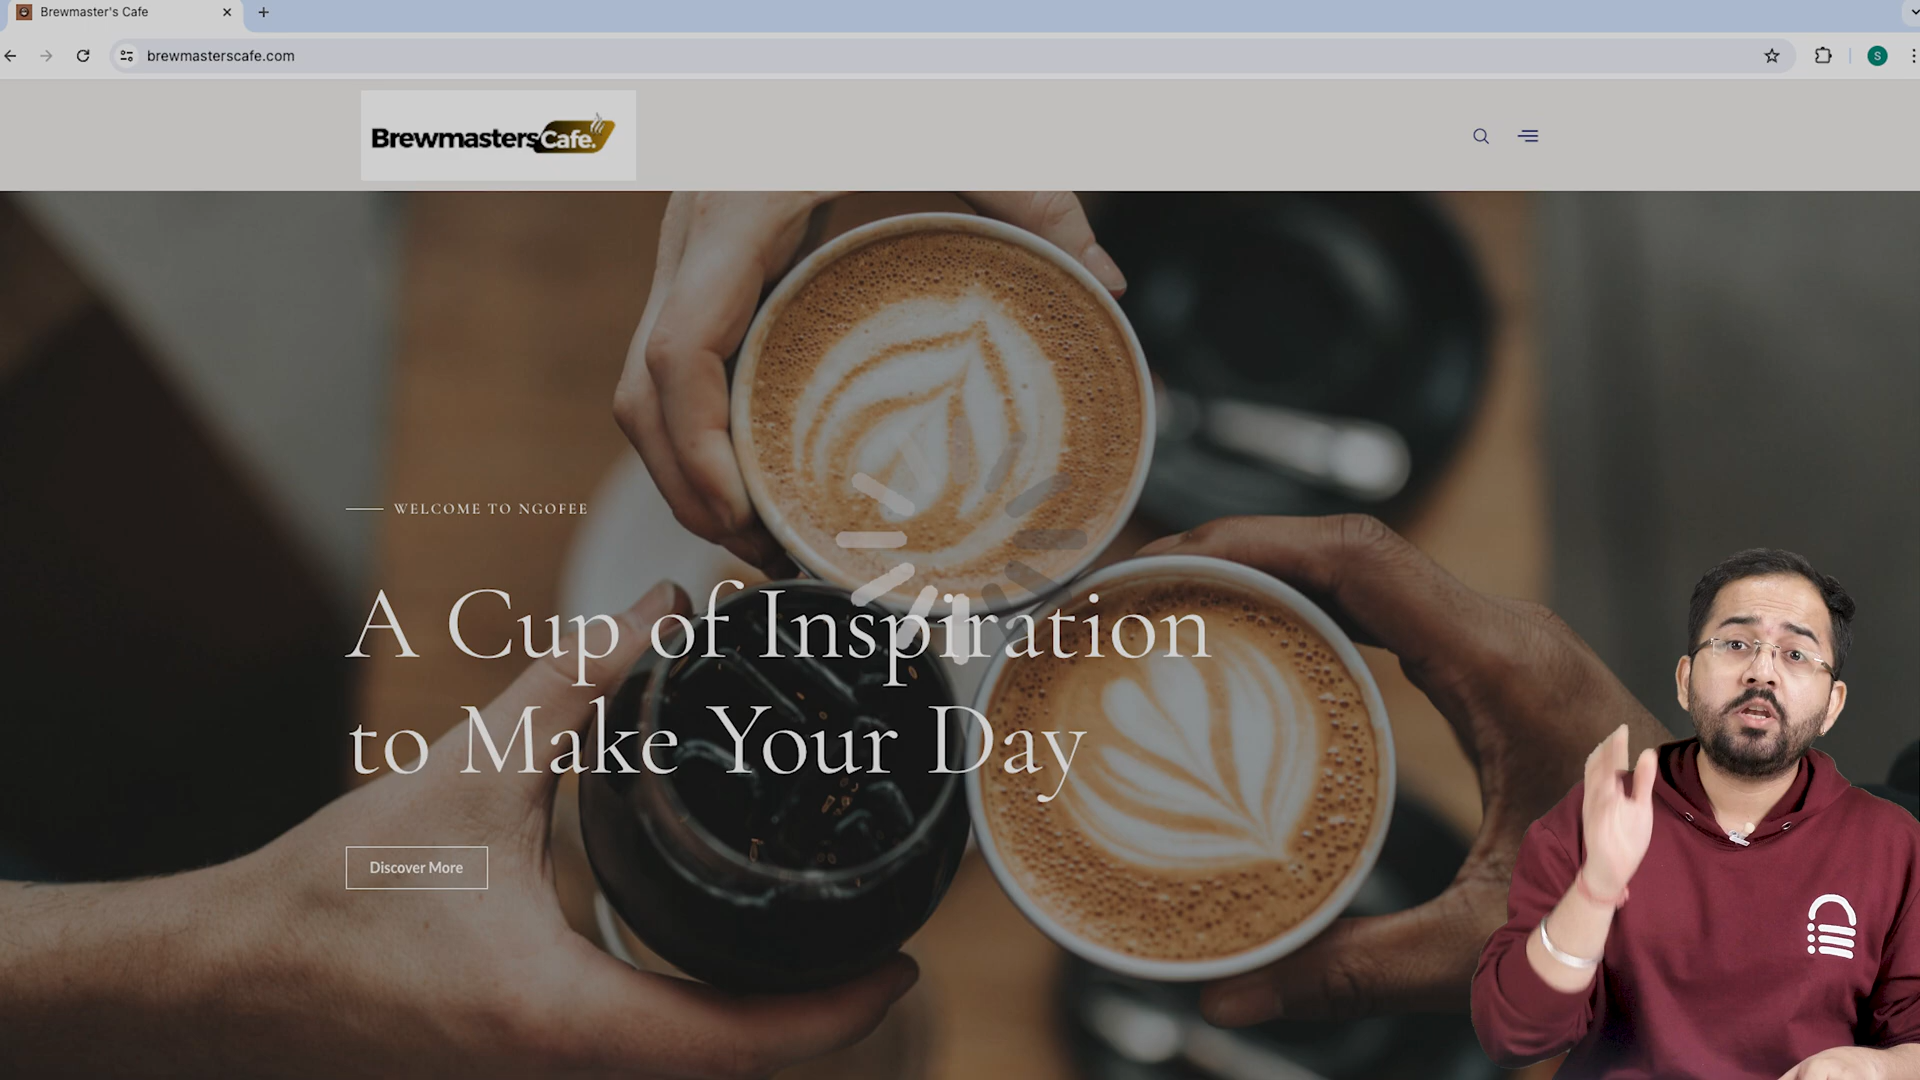 Brewmaster's Cafe
brewmasterscafe.com
S
BrewmastersCafe.
WELCOME TO NGOFEE
A Cup of Inspiration
to Make Your Day
Discover More